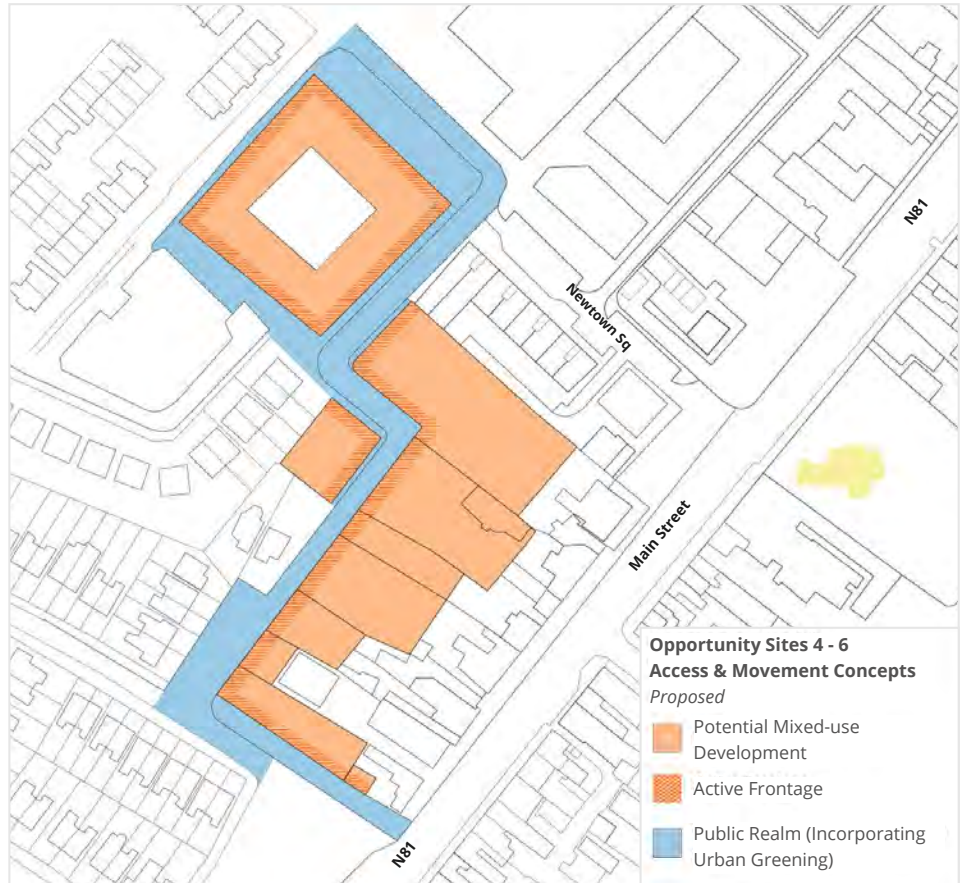 N81
Newtown Sq
Main Street
N81
Opportunity Sites 4 - 6
Access & Movement Concepts
Proposed
Potential Mixed-use
Development
Active Frontage
Public Realm (Incorporating
Urban Greening)